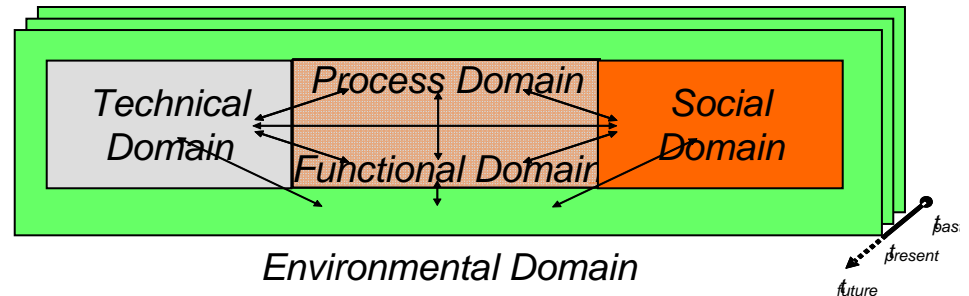 Process Domain
Technical
Domain
Social
Domain
Functional Domain
Environmental Domain
t past
t present
t future